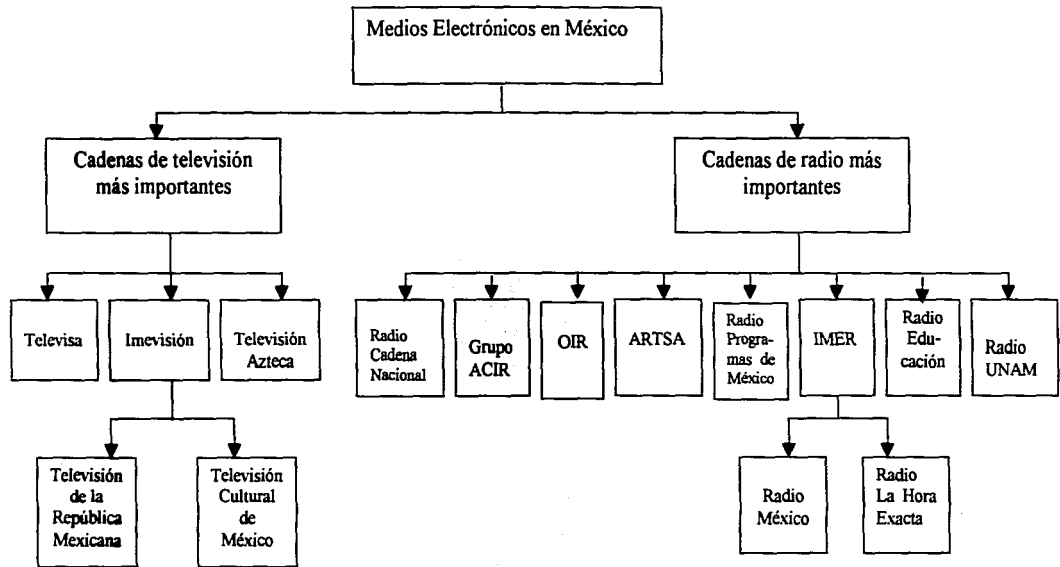 Medios Electrónicos en México
Cadenas de televisión
más importantes
Cadenas de radio más
importantes
Televisa
Imevisión
Televisión
Azteca
Radio
Cadena
Nacional
Grupo
ACIR
OIR
ARTSA
Radio
Progra-
mas de
México
IMER
Radio
Edu-
cación
Radio
UNAM
Televisión
de la
República
Mexicana
Televisión
Cultural
de
México
Radio
México
Radio
La Hora
Exacta